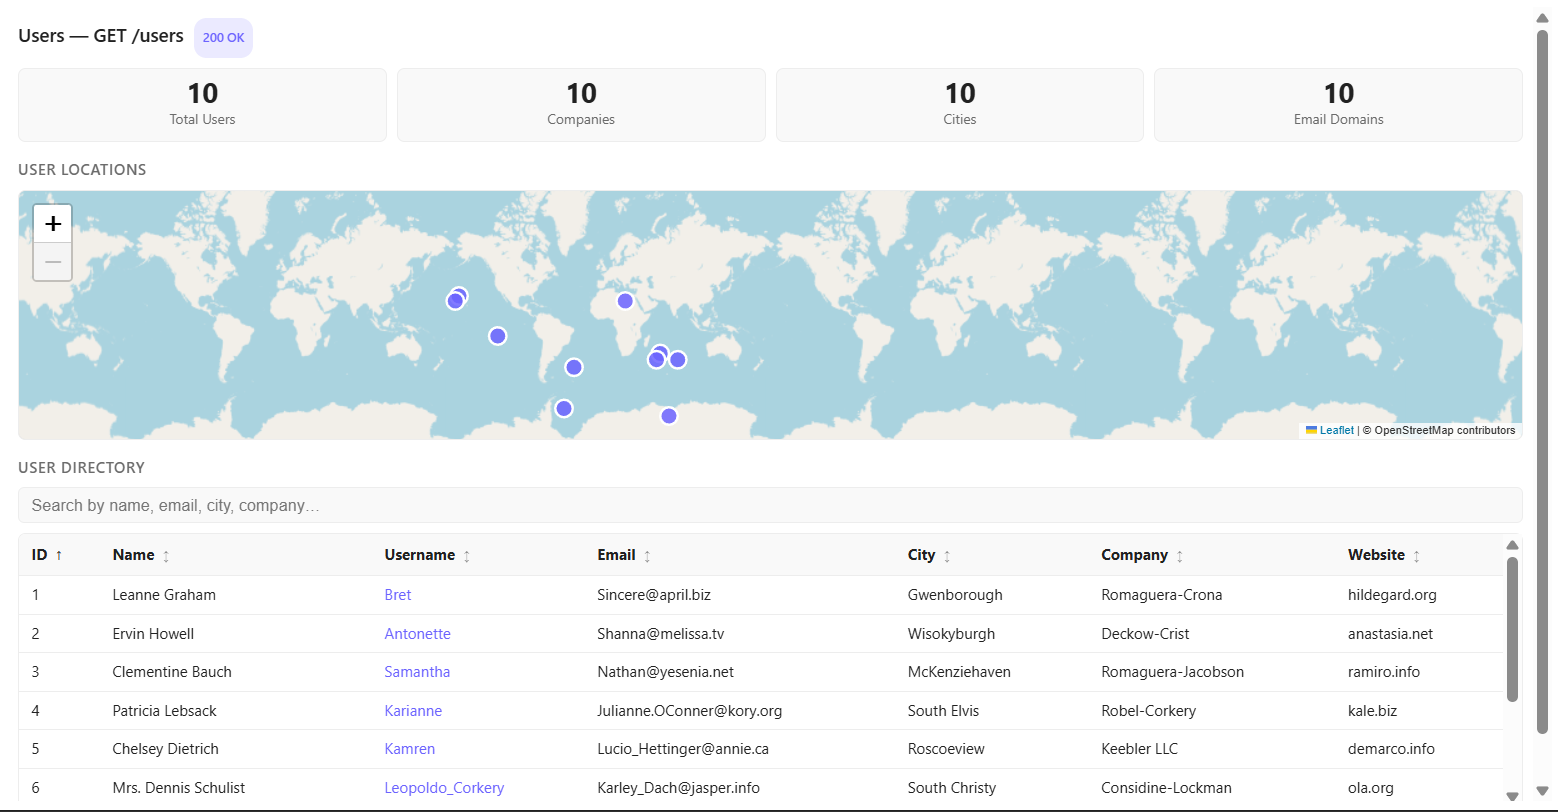 Users — GET /users 200 OK
10 10 10 10
Total Users Companies Cities Email Domains
USER LOCATIONS
+
−
Leaflet | © OpenStreetMap contributors
USER DIRECTORY
Search by name, email, city, company…
ID ↑ Name ↕ Username ↕ Email ↕ City ↕ Company ↕ Website ↕
1 Leanne Graham Bret Sincere@april.biz Gwenborough Romaguera-Crona hildegard.org
2 Ervin Howell Antonette Shanna@melissa.tv Wisokyburgh Deckow-Crist anastasia.net
3 Clementine Bauch Samantha Nathan@yesenia.net McKenziehaven Romaguera-Jacobson ramiro.info
4 Patricia Lebsack Karianne Julianne.OConner@kory.org South Elvis Robel-Corkery kale.biz
5 Chelsey Dietrich Kamren Lucio_Hettinger@annie.ca Roscoeview Keebler LLC demarco.info
6 Mrs. Dennis Schulist Leopoldo_Corkery Karley_Dach@jasper.info South Christy Considine-Lockman ola.org